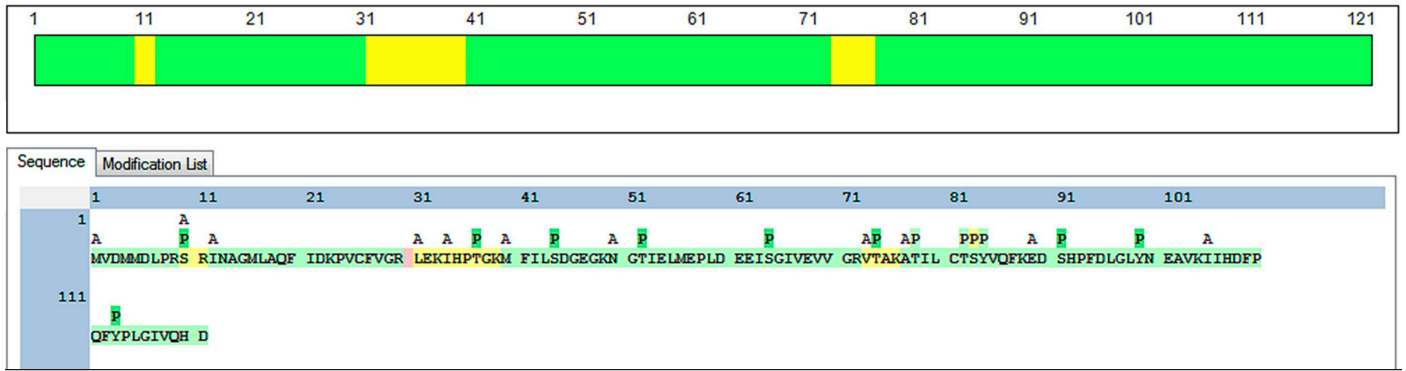 1 11 21 31 41 51 61 71 81 91 101 111 121
Sequence Modification List
1 11 21 31 41 51 61 71 81 91 101
1 A
A P A A A P A P A P P AP AP PPP A P P A
MVDMMDLPRS RINAGMLAQF IDKPVCFVGR LEKIHPTGKM FILSDGEGKN GTIELMEPLD EEISGIVEVV GRVTAKATIL CTSYVQFKED SHPFDLGLYN EAVKIIHDFP
111
P
QFYPLGIVQH D